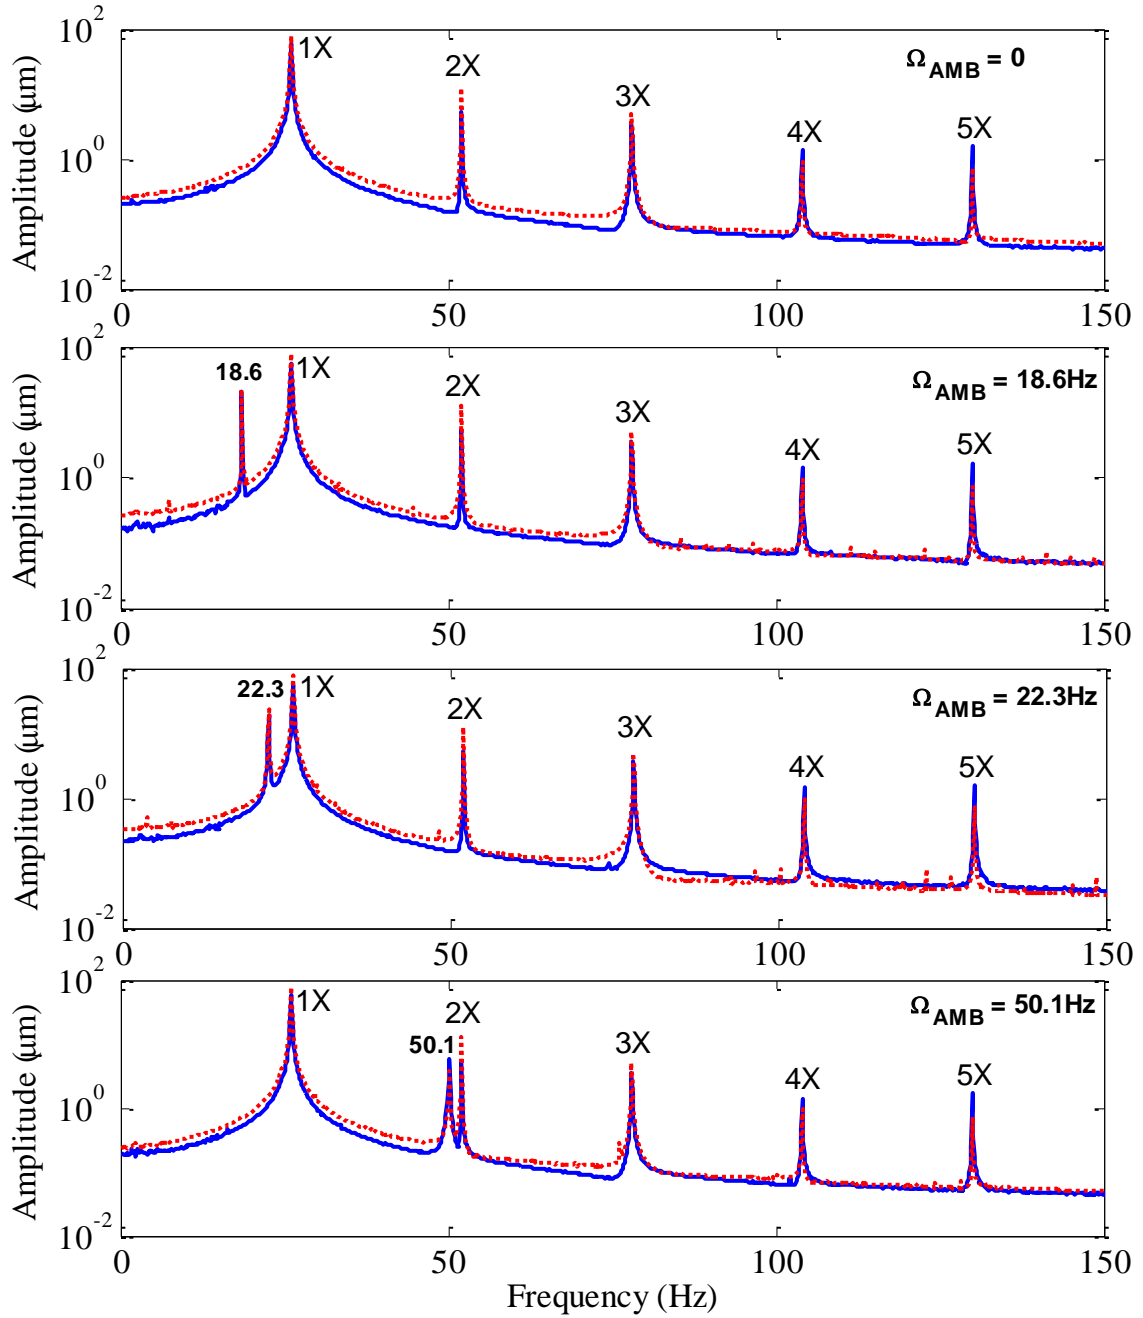 10^2
10^0
10^-2
Amplitude (μm)
1X
2X
3X
4X
5X
Ω_AMB = 0
0
50
100
150
10^2
10^0
10^-2
Amplitude (μm)
18.6
1X
2X
3X
4X
5X
Ω_AMB = 18.6Hz
0
50
100
150
10^2
10^0
10^-2
Amplitude (μm)
22.3
1X
2X
3X
4X
5X
Ω_AMB = 22.3Hz
0
50
100
150
10^2
10^0
10^-2
Amplitude (μm)
1X
50.1
2X
3X
4X
5X
Ω_AMB = 50.1Hz
0
50
100
150
Frequency (Hz)